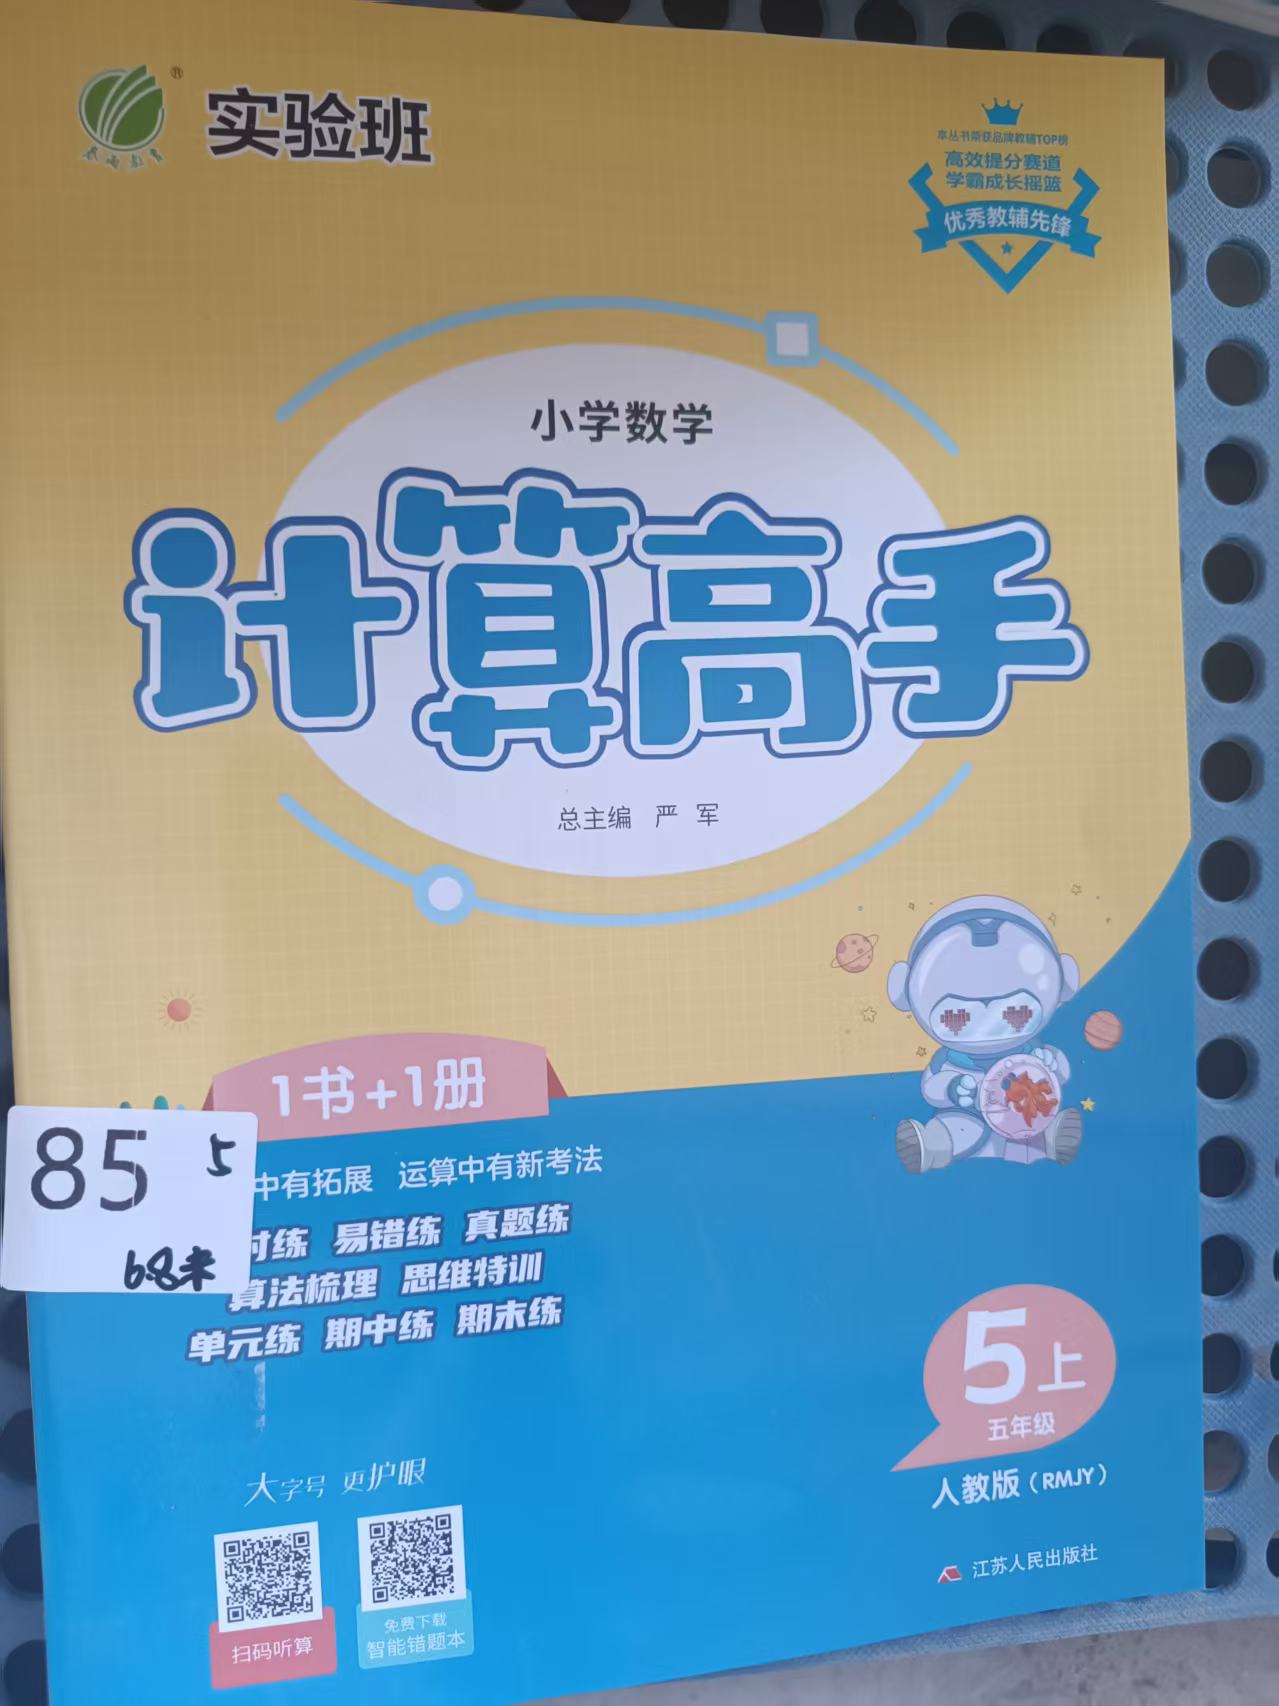 实验班
®
春雨教育
本丛书荣获品牌教辅TOP榜
高效提分赛道
学霸成长摇篮
优秀教辅先锋
小学数学
计算高手
总主编 严 军
1书+1册
85 5
6.8米
中有拓展 运算中有新考法
时练 易错练 真题练
算法梳理 思维特训
单元练 期中练 期末练
5上
五年级
人教版（RMJY）
大字号 更护眼
扫码听算
免费下载
智能错题本
江苏人民出版社